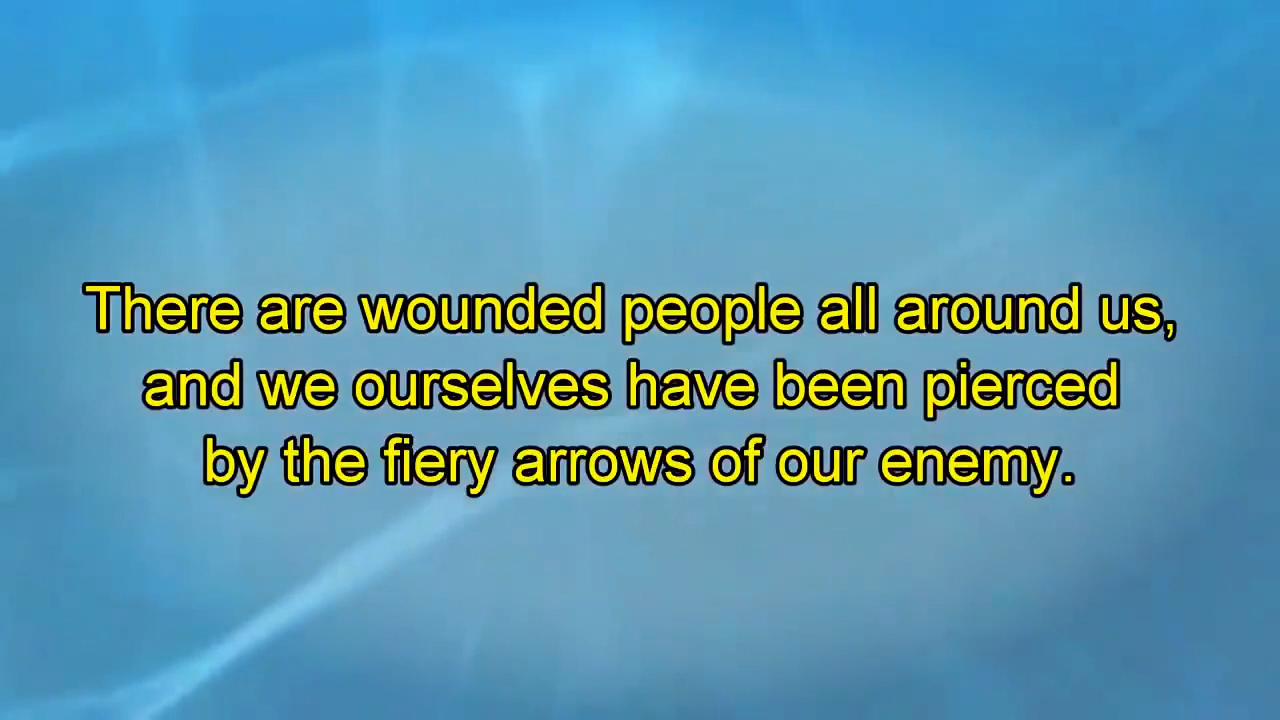 There are wounded people all around us,
and we ourselves have been pierced
by the fiery arrows of our enemy.